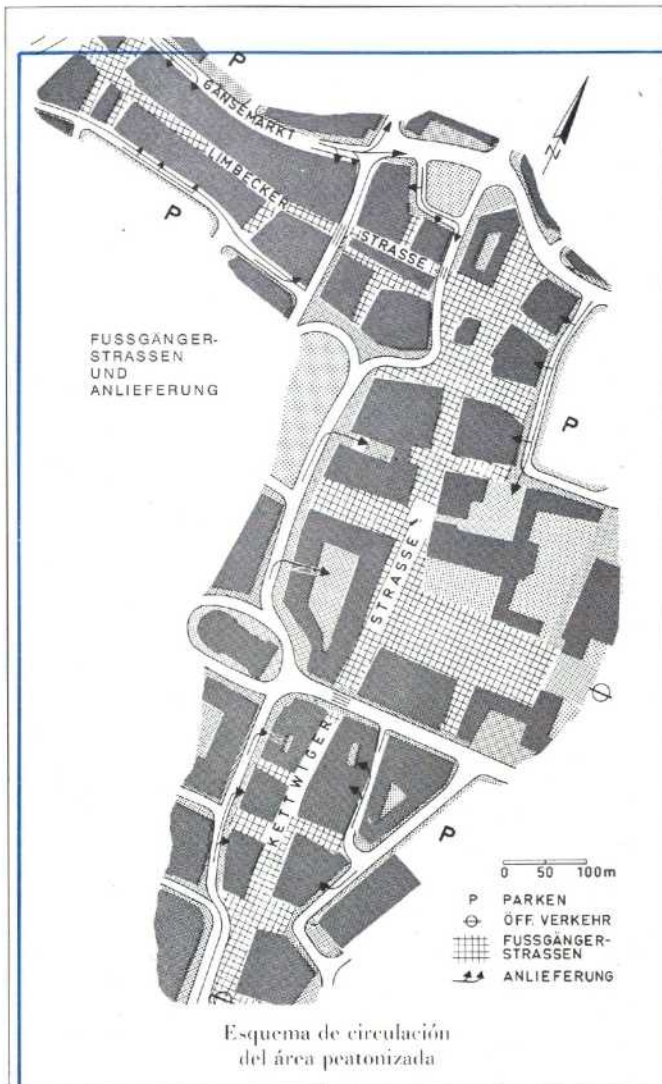 P
GÄNSEMARKT
LIMBECKER
STRASSE
N
P
FUSSGÄNGER-
STRASSEN
UND
ANLIEFERUNG
P
STRASSE
KETTWIGER
P
0 50 100m
P PARKEN
ÖFF. VERKEHR
FUSSGÄNGER-
STRASSEN
ANLIEFERUNG
Esquema de circulación
del área peatonizada